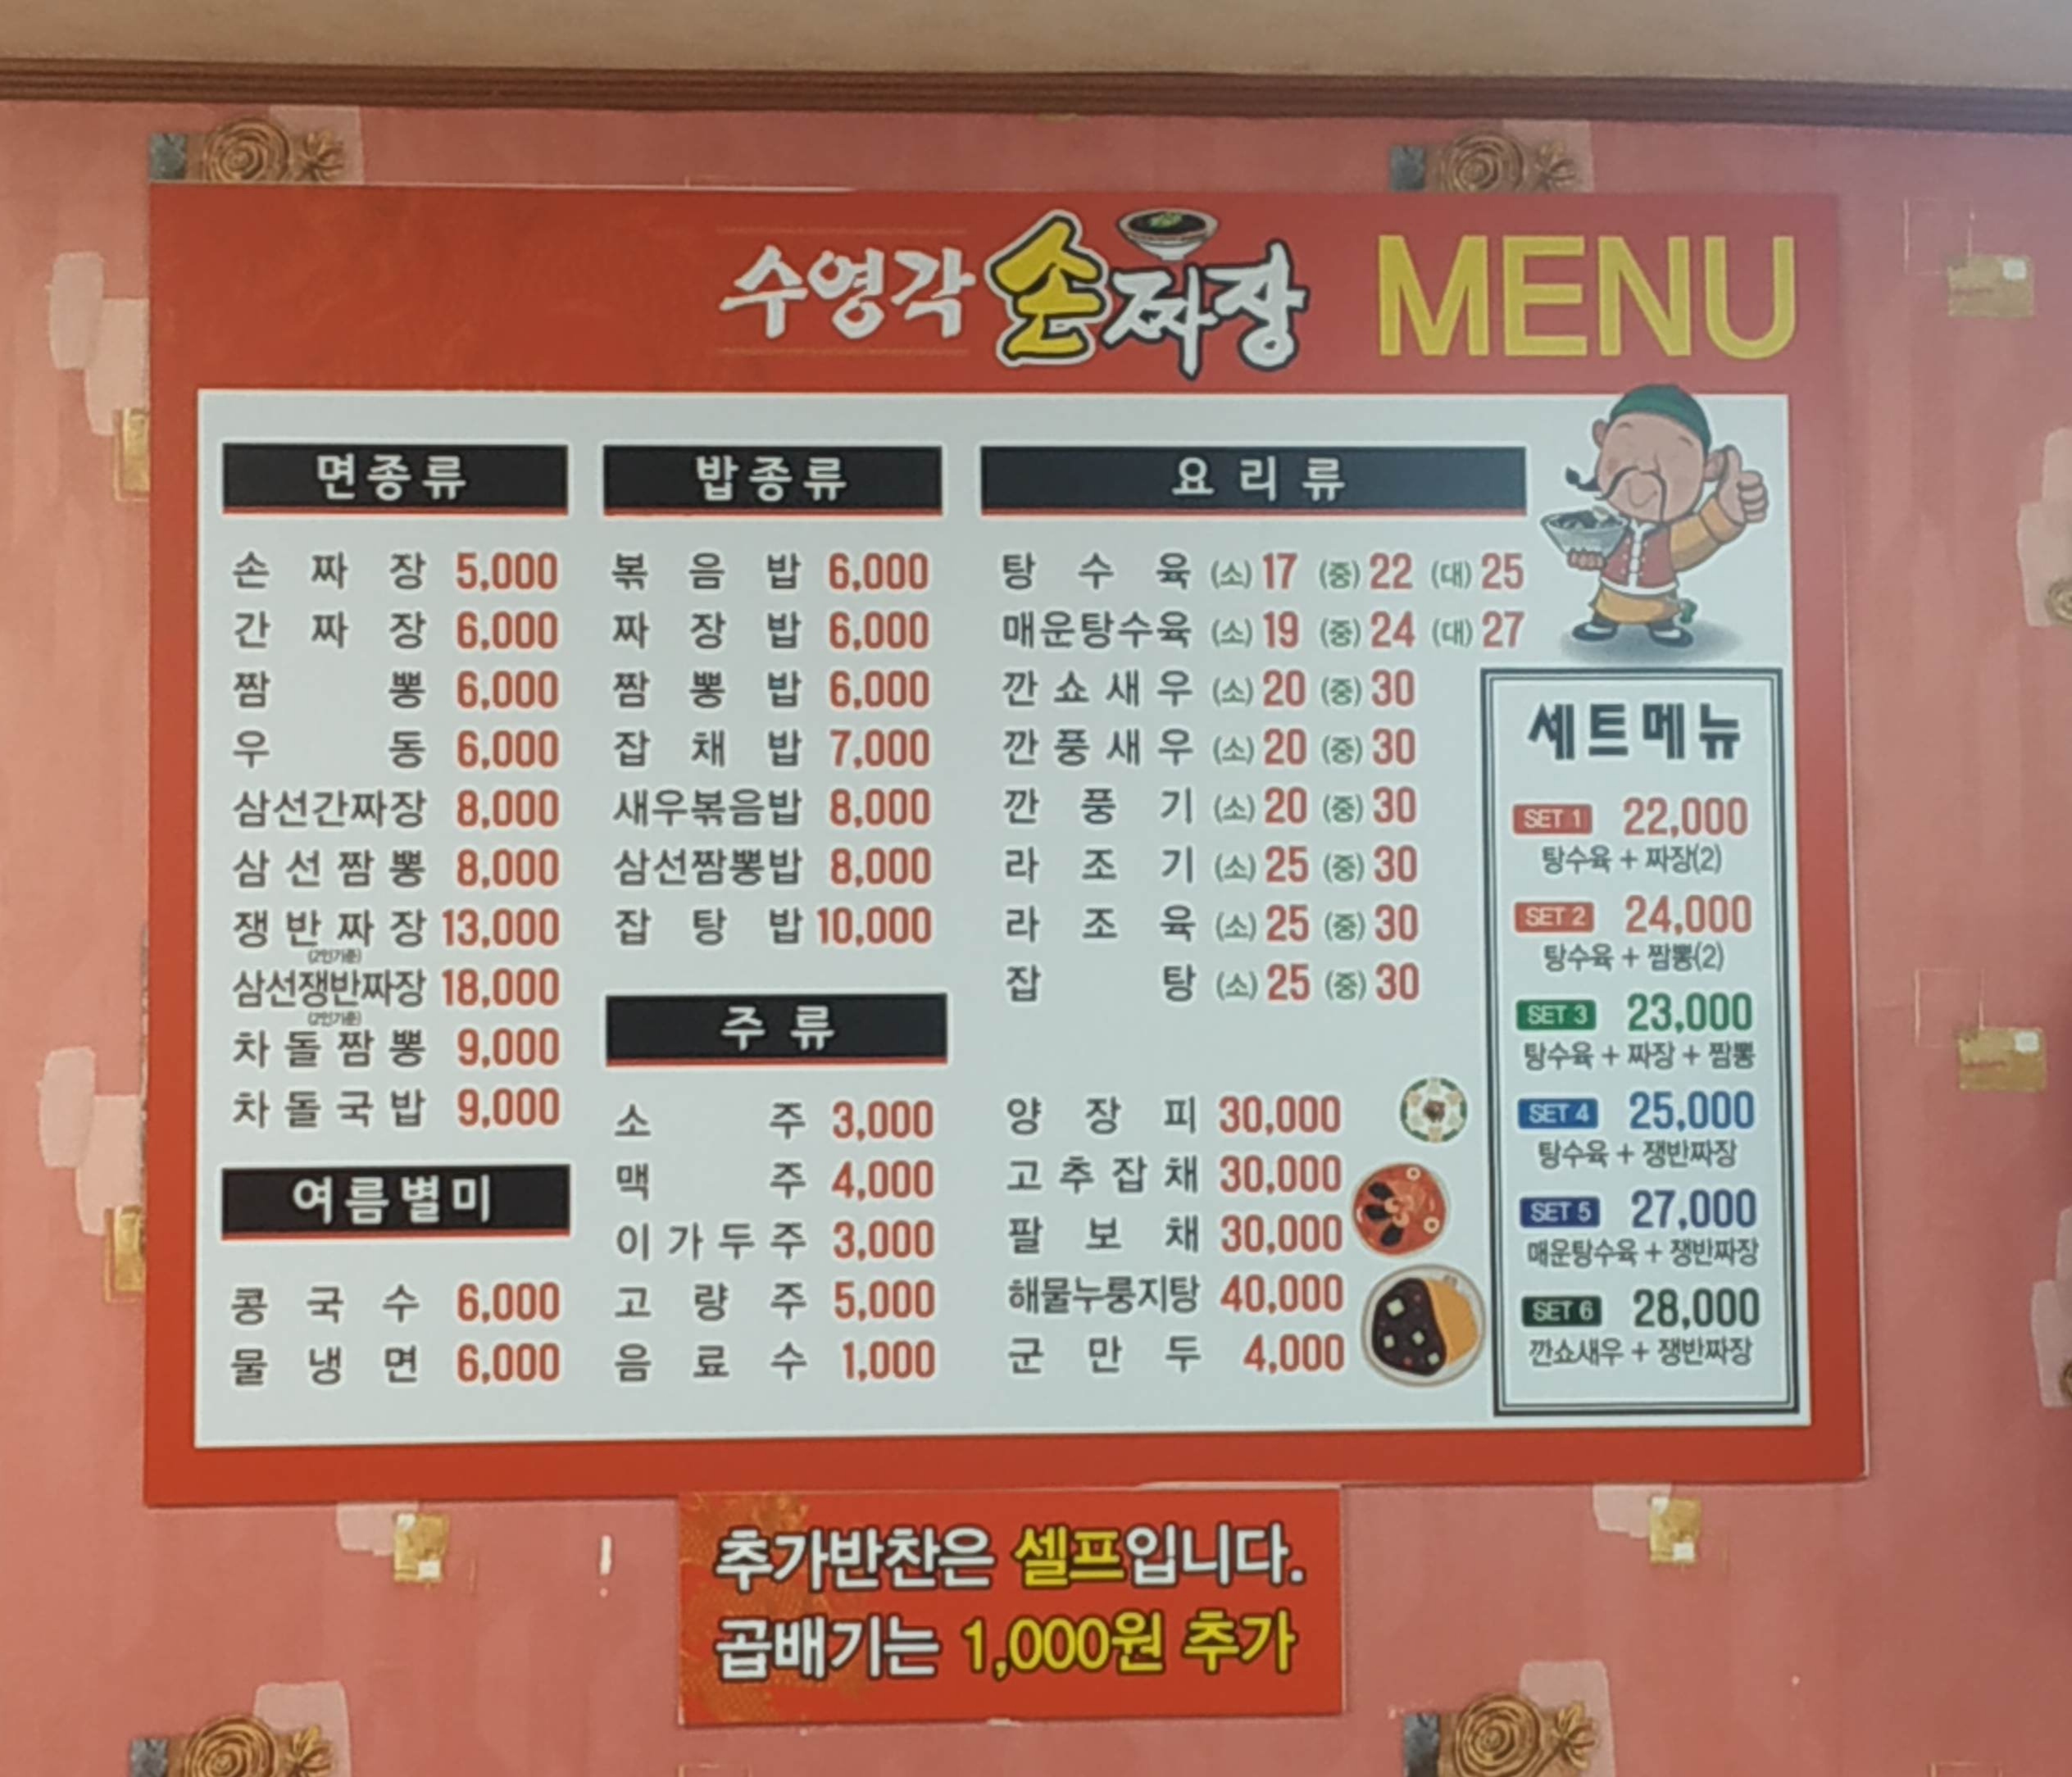 수영각 손짜장 MENU
면종류
손짜장 5,000
간짜장 6,000
짬뽕 6,000
우동 6,000
삼선간짜장 8,000
삼선짬뽕 8,000
쟁반짜장 13,000
(2인기준)
삼선쟁반짜장 18,000
(2인기준)
차돌짬뽕 9,000
차돌국밥 9,000
여름별미
콩국수 6,000
물냉면 6,000
밥종류
볶음밥 6,000
짜장밥 6,000
짬뽕밥 6,000
잡채밥 7,000
새우볶음밥 8,000
삼선짬뽕밥 8,000
잡탕밥 10,000
주류
소주 3,000
맥주 4,000
이가두주 3,000
고량주 5,000
음료수 1,000
요리류
탕수육 (소) 17 (중) 22 (대) 25
매운탕수육 (소) 19 (중) 24 (대) 27
깐쇼새우 (소) 20 (중) 30
깐풍새우 (소) 20 (중) 30
깐풍기 (소) 20 (중) 30
라조기 (소) 25 (중) 30
라조육 (소) 25 (중) 30
잡탕 (소) 25 (중) 30
양장피 30,000
고추잡채 30,000
팔보채 30,000
해물누룽지탕 40,000
군만두 4,000
세트메뉴
SET 1 22,000
탕수육 + 짜장(2)
SET 2 24,000
탕수육 + 짬뽕(2)
SET 3 23,000
탕수육 + 짜장 + 짬뽕
SET 4 25,000
탕수육 + 쟁반짜장
SET 5 27,000
매운탕수육 + 쟁반짜장
SET 6 28,000
깐쇼새우 + 쟁반짜장
추가반찬은 셀프입니다.
곱배기는 1,000원 추가